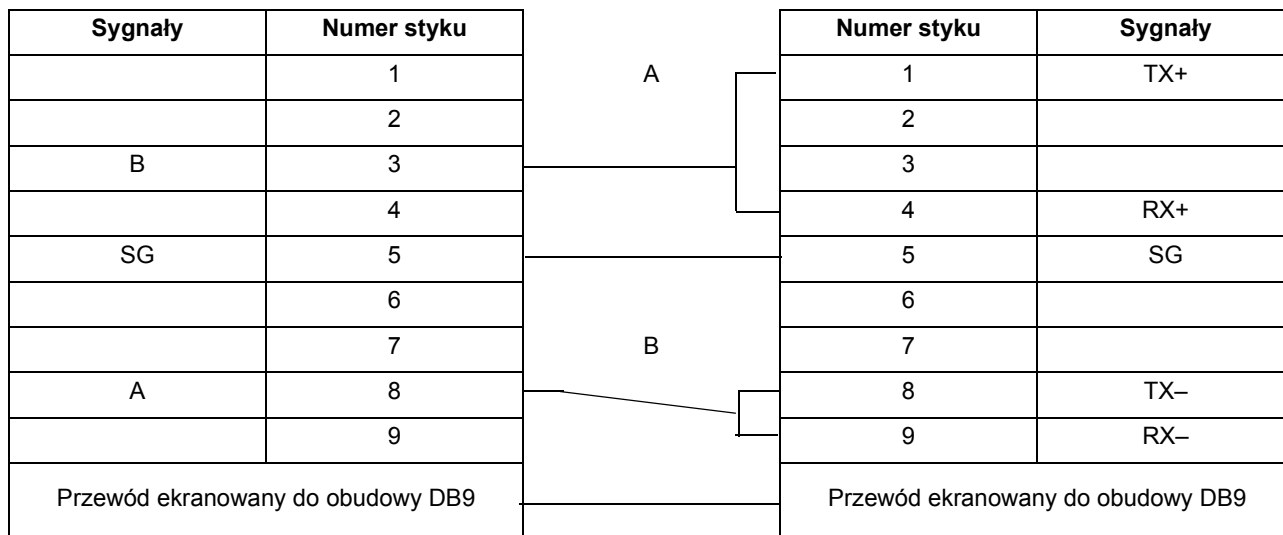 Sygnały Numer styku Numer styku Sygnały
1 A 1 TX+
2 2
B 3 3
4 4 RX+
SG 5 5 SG
6 6
7 B 7
A 8 8 TX–
9 9 RX–
Przewód ekranowany do obudowy DB9 Przewód ekranowany do obudowy DB9